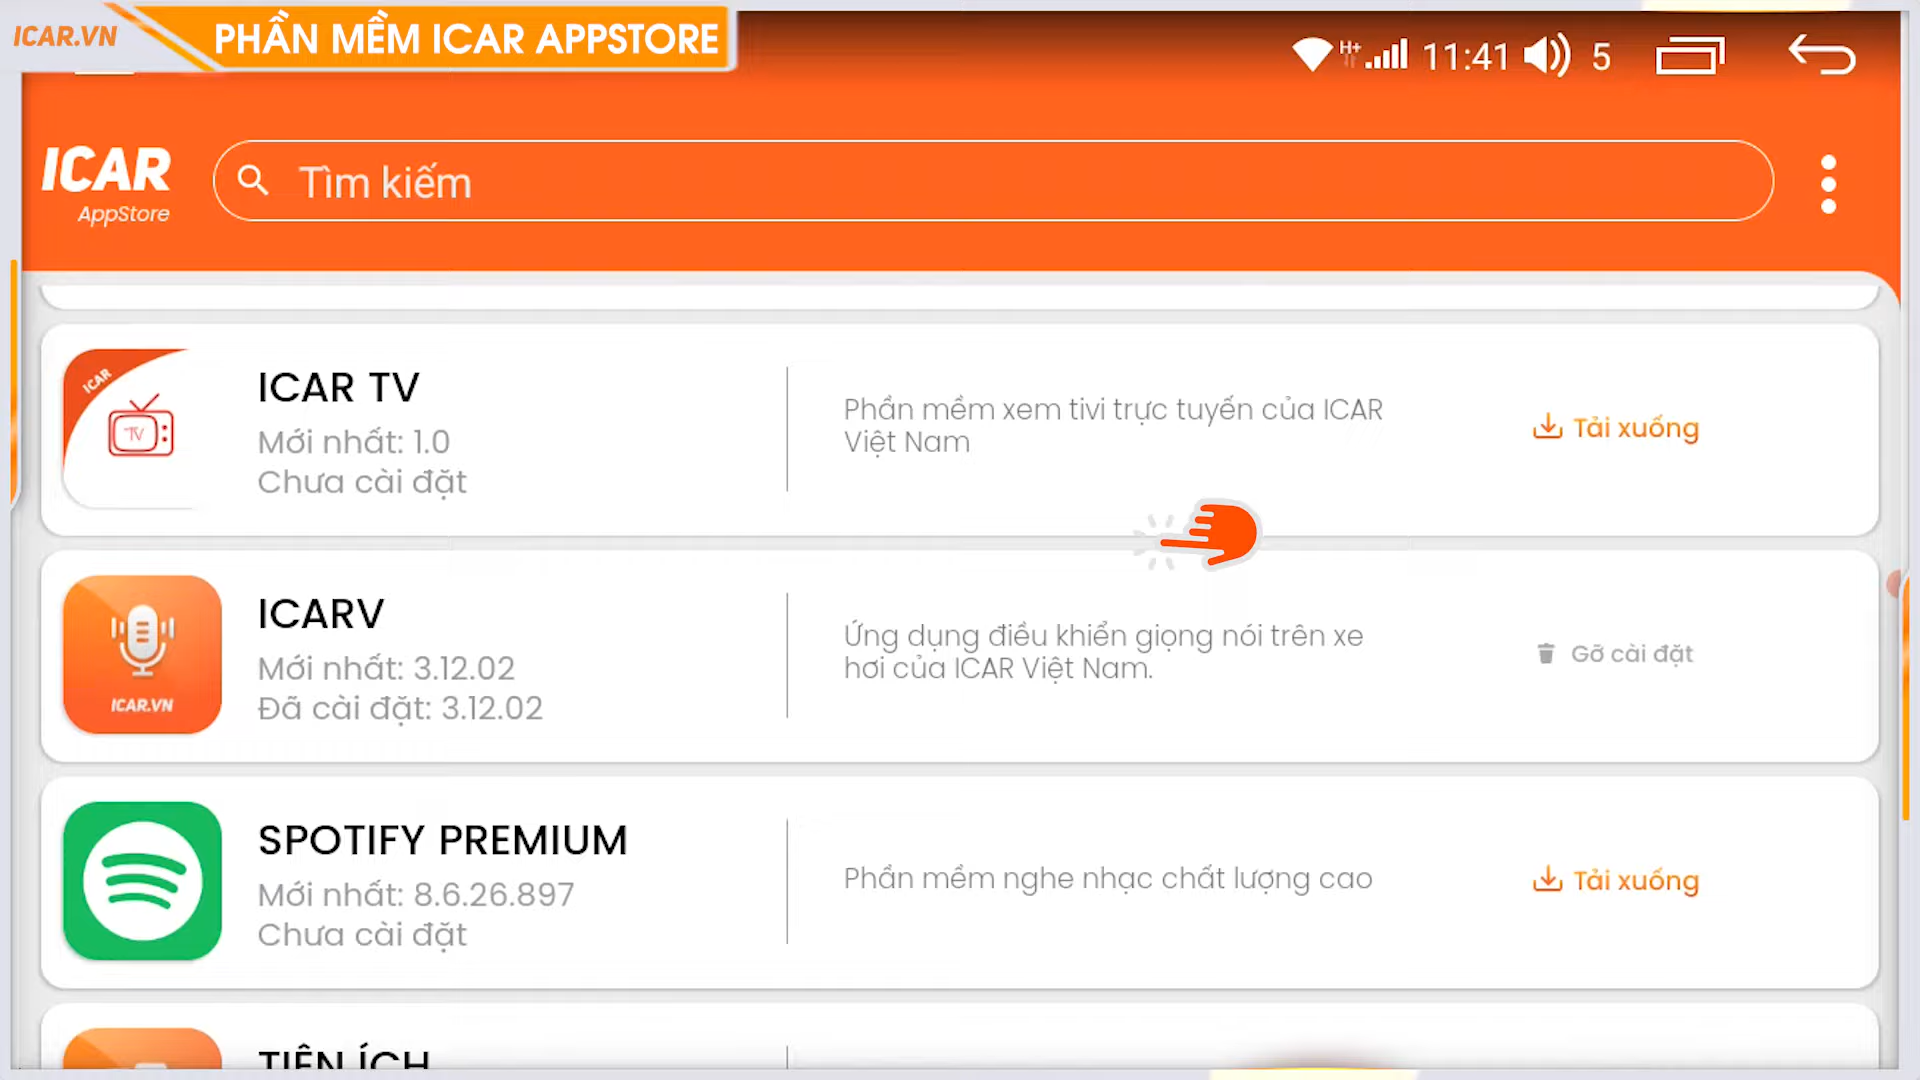 ICAR.VN
PHẦN MỀM ICAR APPSTORE
H+
11:41
5
ICAR
AppStore
Tìm kiếm
ICAR
TV
ICAR TV
Mới nhất: 1.0
Chưa cài đặt
Phần mềm xem tivi trực tuyến của ICAR
Việt Nam
Tải xuống
ICAR.VN
ICARV
Mới nhất: 3.12.02
Đã cài đặt: 3.12.02
Ứng dụng điều khiển giọng nói trên xe
hơi của ICAR Việt Nam.
Gỡ cài đặt
SPOTIFY PREMIUM
Mới nhất: 8.6.26.897
Chưa cài đặt
Phần mềm nghe nhạc chất lượng cao
Tải xuống
TIỆN ÍCH